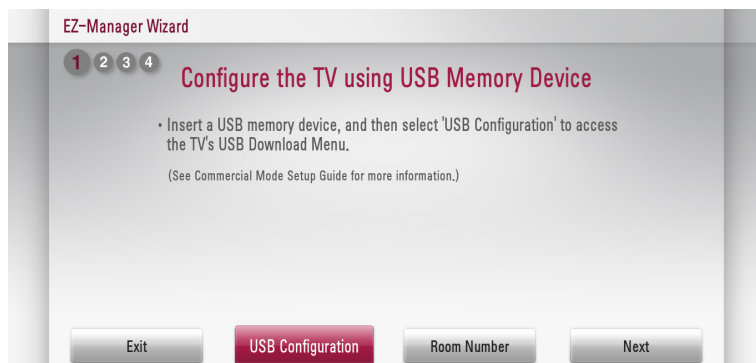 EZ-Manager Wizard
1 2 3 4
Configure the TV using USB Memory Device
• Insert a USB memory device, and then select 'USB Configuration' to access
the TV's USB Download Menu.
(See Commercial Mode Setup Guide for more information.)
Exit USB Configuration Room Number Next